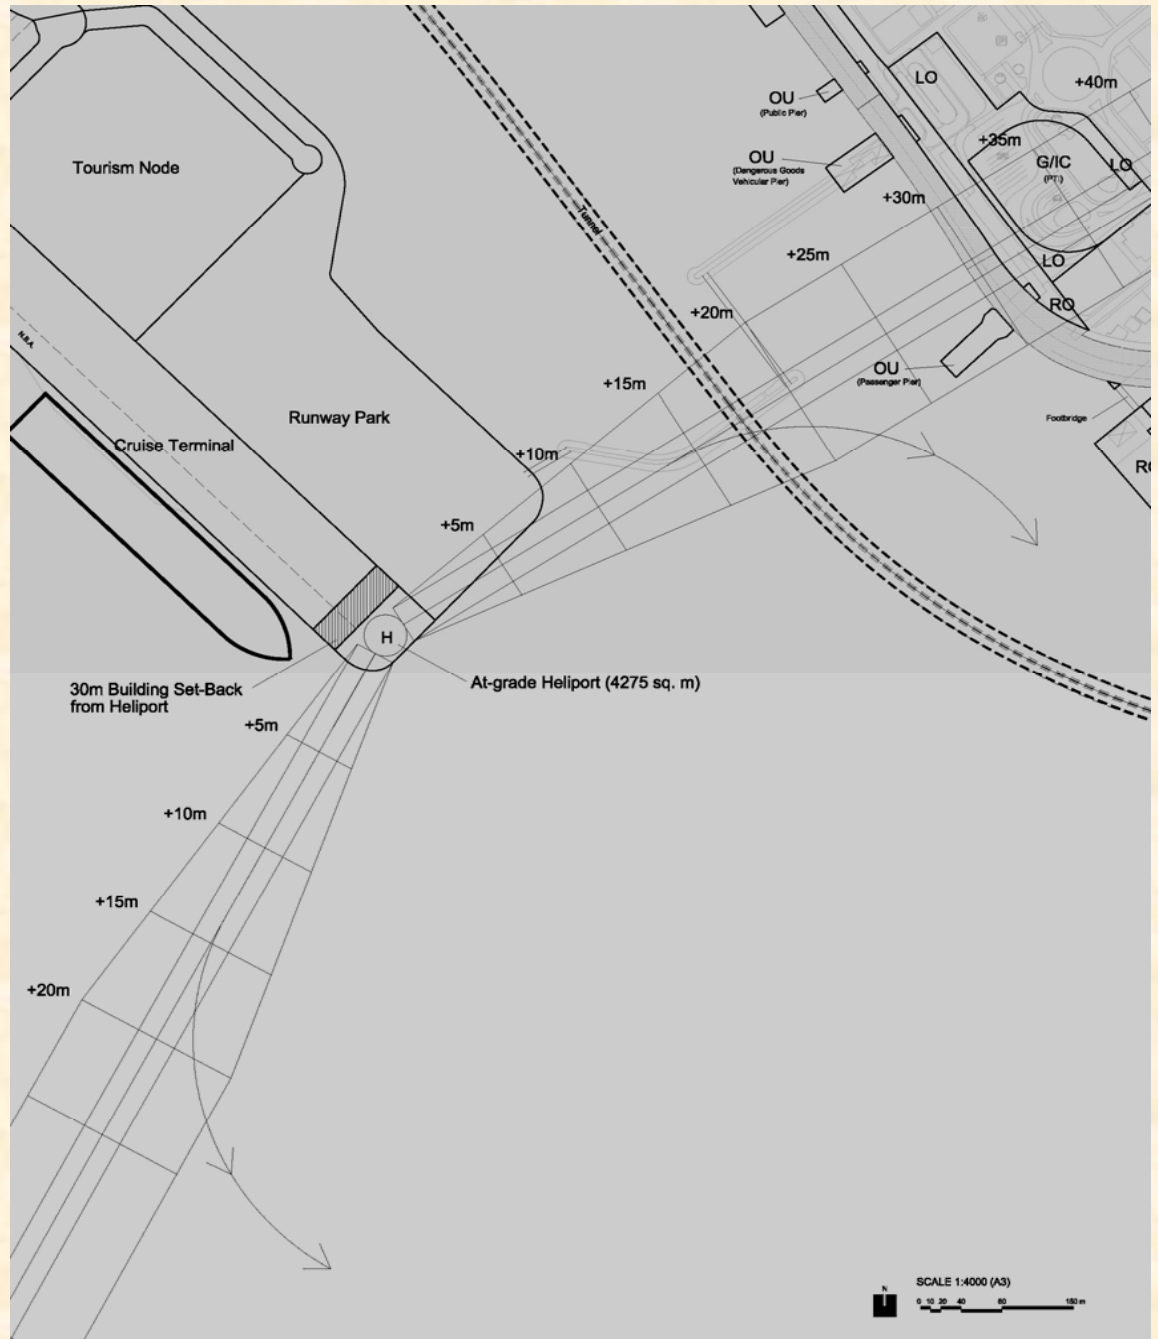 LO
+40m
OU
(Public Pier)
+35m
G/IC
LO
OU
(Dangerous Goods
Vehicular Pier)
Tourism Node
+30m
Tunnel
+25m
LO
RO
+20m
N.B.A.
OU
(Passenger Pier)
+15m
Runway Park
Footbridge
Cruise Terminal
+10m
+5m
H
30m Building Set-Back
from Heliport
At-grade Heliport (4275 sq. m)
+5m
+10m
+15m
+20m
N
SCALE 1:4000 (A3)
0 10 20 40 80 150 m